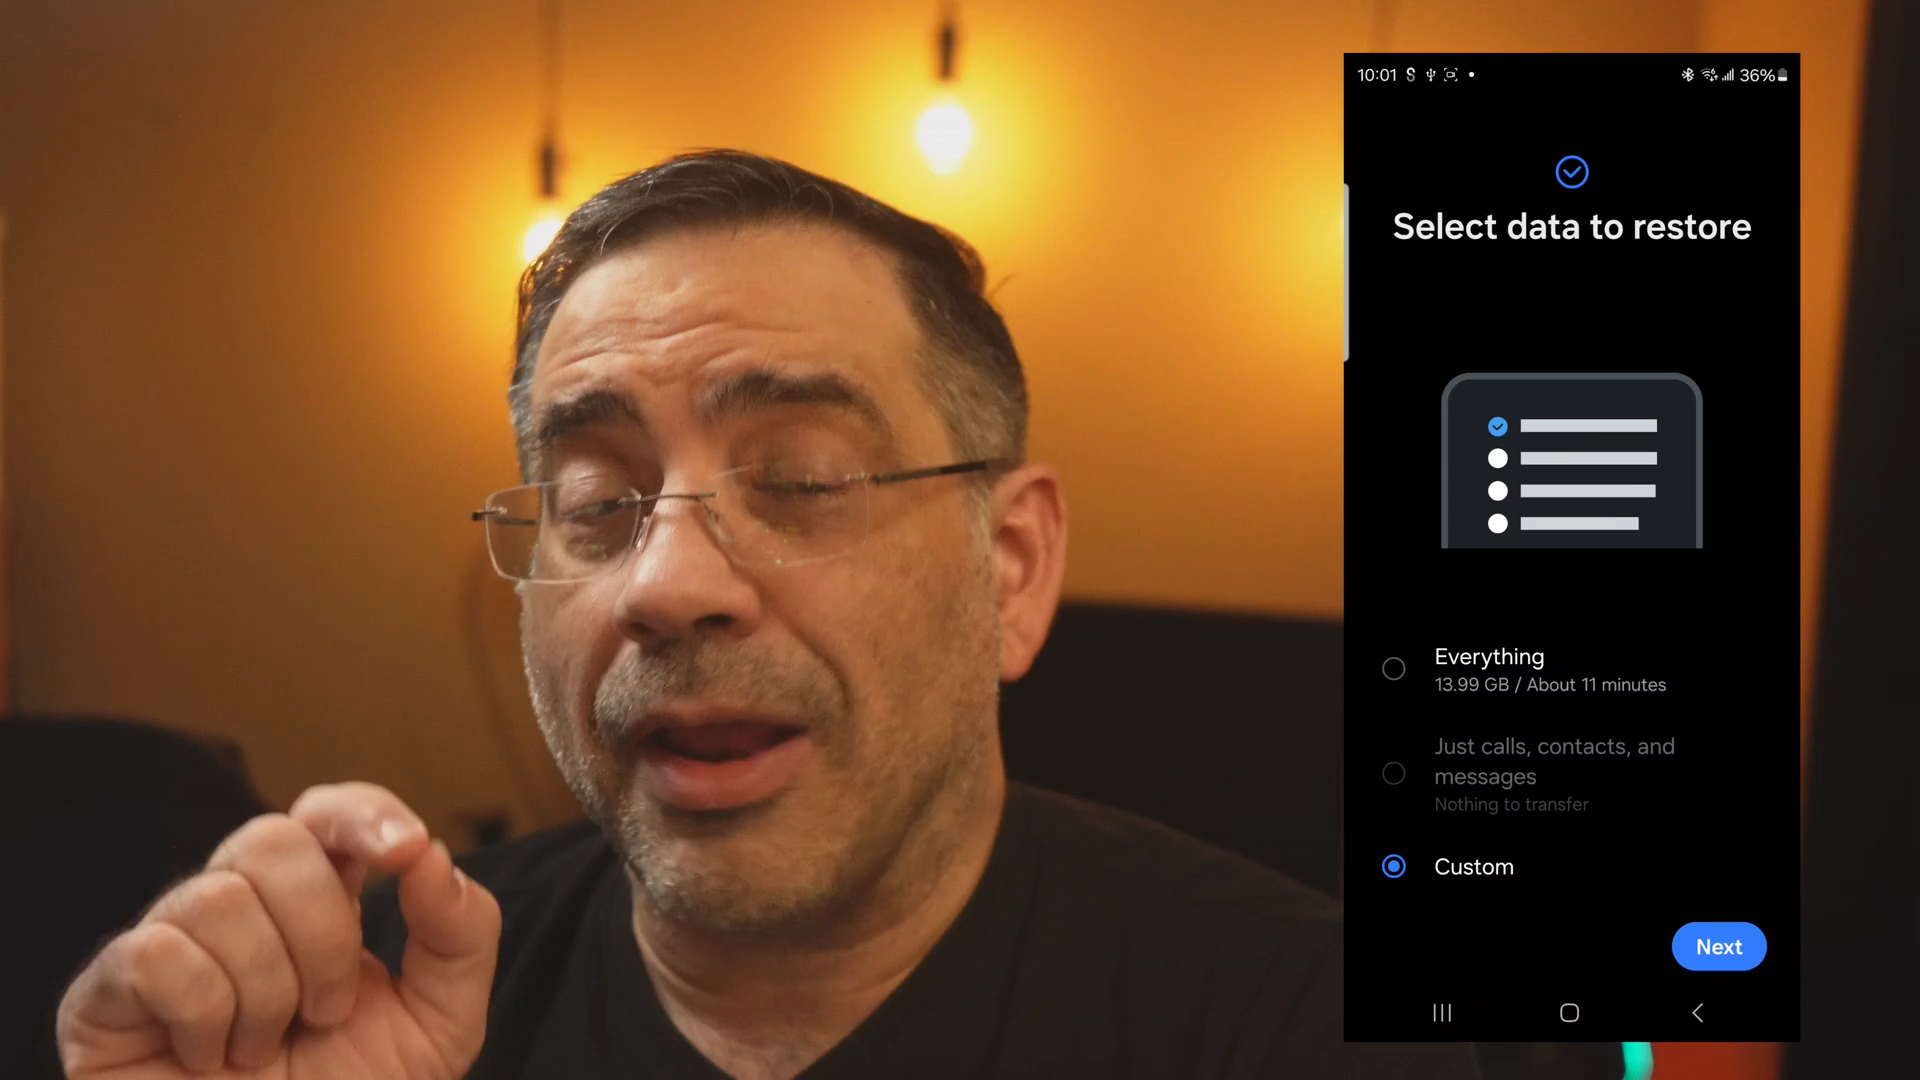 10:01
36%
Select data to restore
Everything
13.99 GB / About 11 minutes
Just calls, contacts, and
messages
Nothing to transfer
Custom
Next